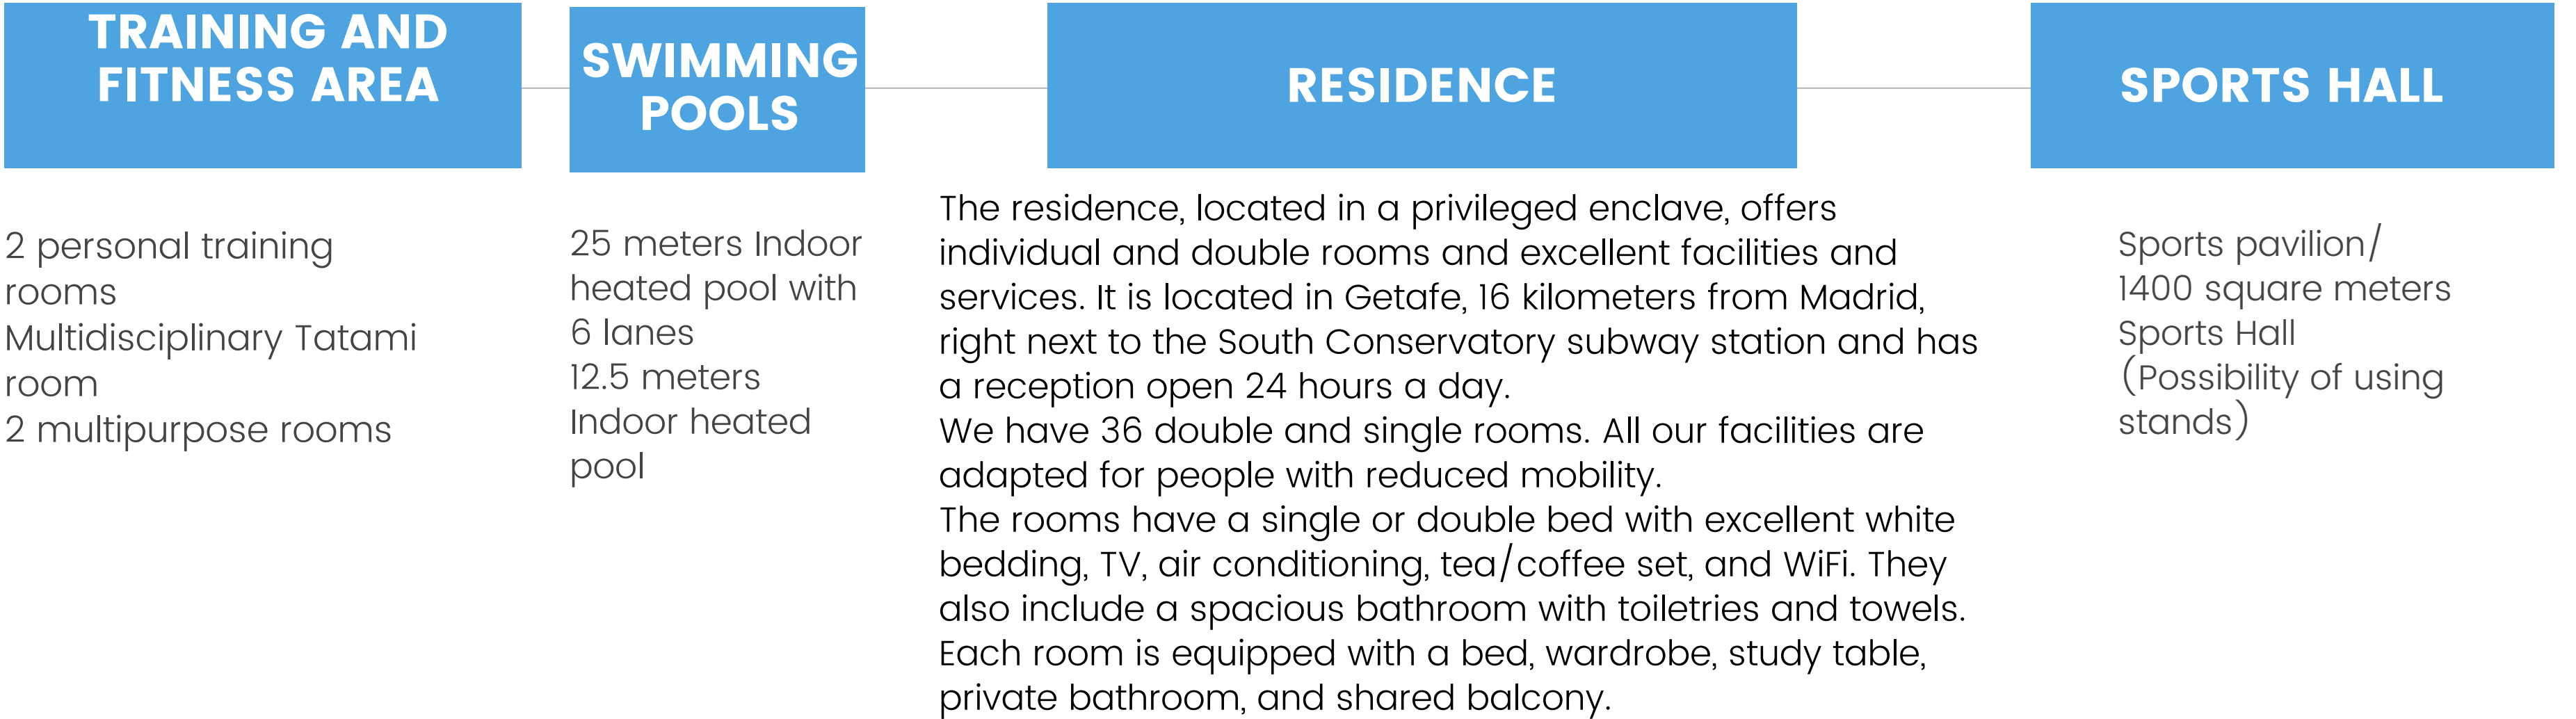 TRAINING AND
FITNESS AREA
2 personal training
rooms
Multidisciplinary Tatami
room
2 multipurpose rooms
SWIMMING
POOLS
25 meters Indoor
heated pool with
6 lanes
12.5 meters
Indoor heated
pool
RESIDENCE
The residence, located in a privileged enclave, offers
individual and double rooms and excellent facilities and
services. It is located in Getafe, 16 kilometers from Madrid,
right next to the South Conservatory subway station and has
a reception open 24 hours a day.
We have 36 double and single rooms. All our facilities are
adapted for people with reduced mobility.
The rooms have a single or double bed with excellent white
bedding, TV, air conditioning, tea/coffee set, and WiFi. They
also include a spacious bathroom with toiletries and towels.
Each room is equipped with a bed, wardrobe, study table,
private bathroom, and shared balcony.
SPORTS HALL
Sports pavilion/
1400 square meters
Sports Hall
(Possibility of using
stands)